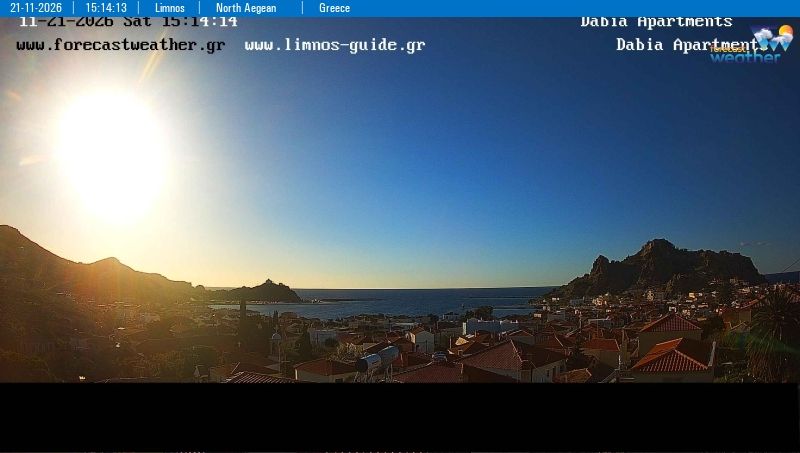 21-11-2026 15:14:13 Limnos North Aegean Greece
11-21-2026 Sat 15:14:14 Dabia Apartments
www.forecastweather.gr www.limnos-guide.gr Dabia Apartments
forecast
weather